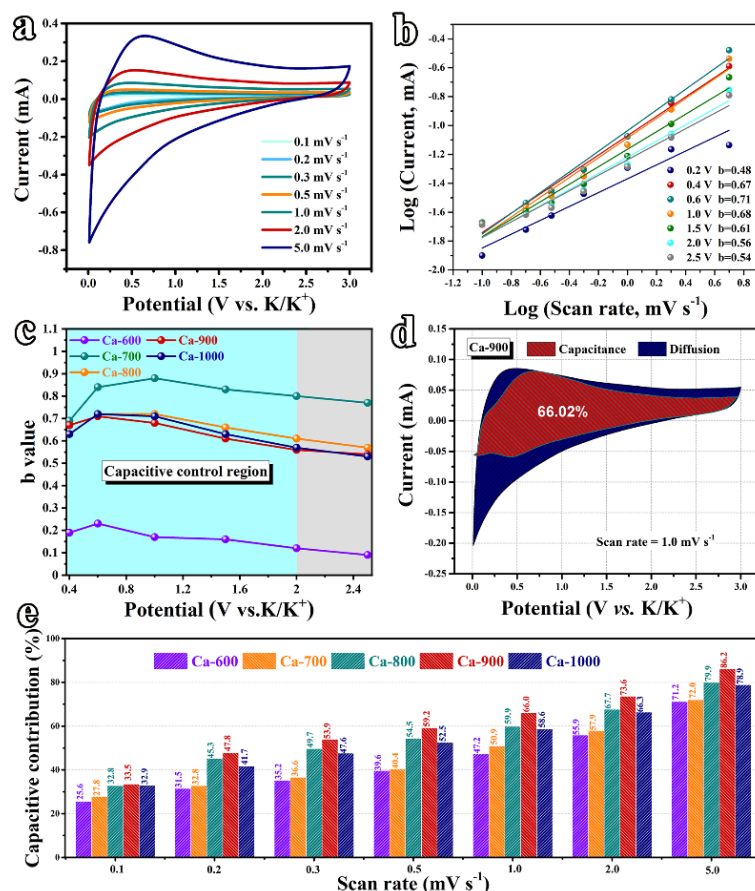 a
0.4
0.2
0.0
-0.2
-0.4
-0.6
-0.8
Current (mA)
0.1 mV s⁻¹
0.2 mV s⁻¹
0.3 mV s⁻¹
0.5 mV s⁻¹
1.0 mV s⁻¹
2.0 mV s⁻¹
5.0 mV s⁻¹
0.0 0.5 1.0 1.5 2.0 2.5 3.0
Potential (V vs. K/K⁺)
b
-0.4
-0.6
-0.8
-1.0
-1.2
-1.4
-1.6
-1.8
-2.0
Log (Current, mA)
0.2 V b=0.48
0.4 V b=0.67
0.6 V b=0.71
1.0 V b=0.68
1.5 V b=0.61
2.0 V b=0.56
2.5 V b=0.54
-1.2 -1.0 -0.8 -0.6 -0.4 -0.2 0.0 0.2 0.4 0.6 0.8
Log (Scan rate, mV s⁻¹)
c
1.1
1
0.9
0.8
0.7
0.6
0.5
0.4
0.3
0.2
0.1
0
b value
Ca-600 Ca-900
Ca-700 Ca-1000
Ca-800
Capacitive control region
0.4 0.8 1.2 1.6 2.0 2.4
Potential (V vs.K/K⁺)
d
0.15
0.10
0.05
0.00
-0.05
-0.10
-0.15
-0.20
-0.25
Current (mA)
Ca-900 Capacitance Diffusion
66.02%
Scan rate = 1.0 mV s⁻¹
0.0 0.5 1.0 1.5 2.0 2.5 3.0
Potential (V vs. K/K⁺)
e
100
80
60
40
20
0
Capacitive contribution (%)
Ca-600 Ca-700 Ca-800 Ca-900 Ca-1000
25.6 27.8 32.8 33.5 32.9
31.5 32.8 45.3 47.8 41.7
35.2 36.6 49.7 53.9 47.6
39.6 40.4 54.5 59.2 52.5
47.2 50.9 59.9 66.0 58.6
55.9 57.9 67.7 73.6 66.3
71.2 72.0 79.9 86.2 78.9
0.1 0.2 0.3 0.5 1.0 2.0 5.0
Scan rate (mV s⁻¹)